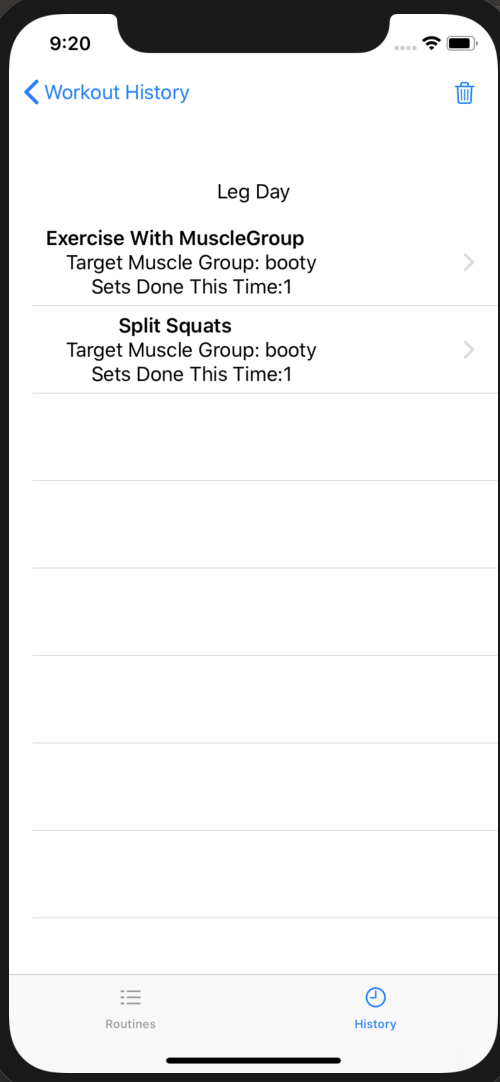 9:20
Workout History
Leg Day
Exercise With MuscleGroup
Target Muscle Group: booty
Sets Done This Time:1
Split Squats
Target Muscle Group: booty
Sets Done This Time:1
Routines
History